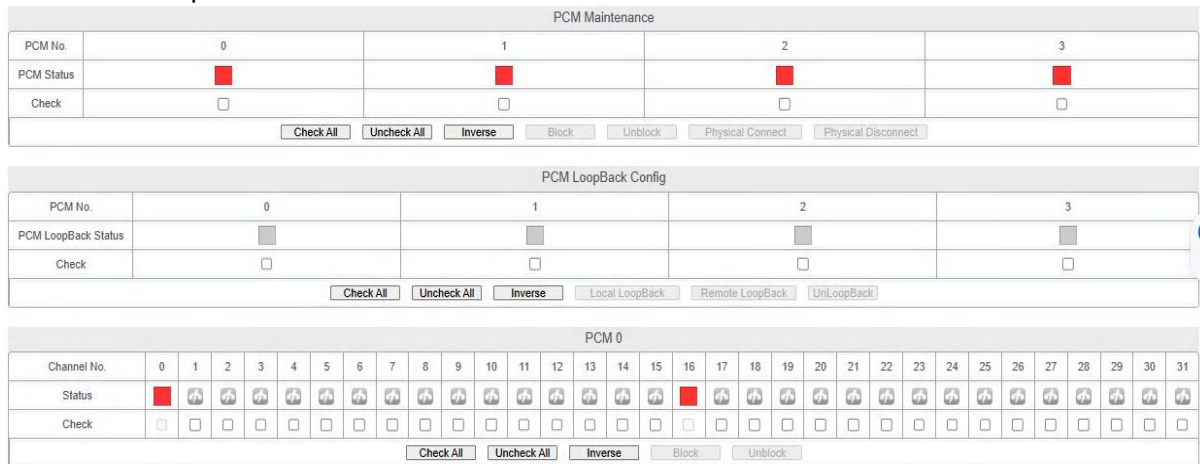 PCM Maintenance
PCM No. 0 1 2 3
PCM Status
Check
Check All Uncheck All Inverse Block Unblock Physical Connect Physical Disconnect
PCM LoopBack Config
PCM No. 0 1 2 3
PCM LoopBack Status
Check
Check All Uncheck All Inverse Local LoopBack Remote LoopBack UnLoopBack
PCM 0
Channel No. 0 1 2 3 4 5 6 7 8 9 10 11 12 13 14 15 16 17 18 19 20 21 22 23 24 25 26 27 28 29 30 31
Status
Check
Check All Uncheck All Inverse Block Unblock